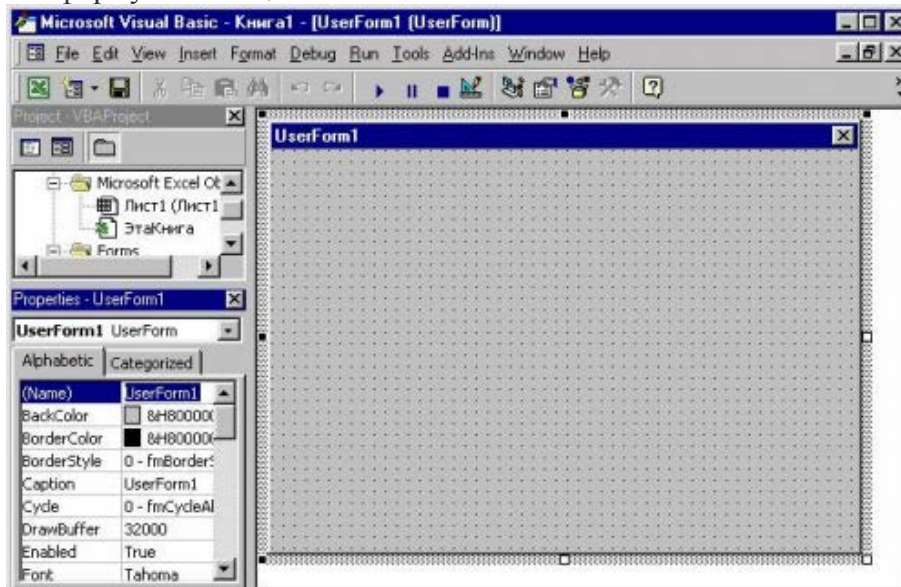 Microsoft Visual Basic - Книга1 - [UserForm1 (UserForm)]
File Edit View Insert Format Debug Run Tools Add-Ins Window Help
Project - VBAProject
Microsoft Excel Ob
Лист1 (Лист1
ЭтаКнига
Forms
UserForm1
Properties - UserForm1
UserForm1 UserForm
Alphabetic Categorized
(Name) UserForm1
BackColor &H800000
BorderColor &H800000
BorderStyle 0 - fmBorderS
Caption UserForm1
Cycle 0 - fmCycleAl
DrawBuffer 32000
Enabled True
Font Tahoma